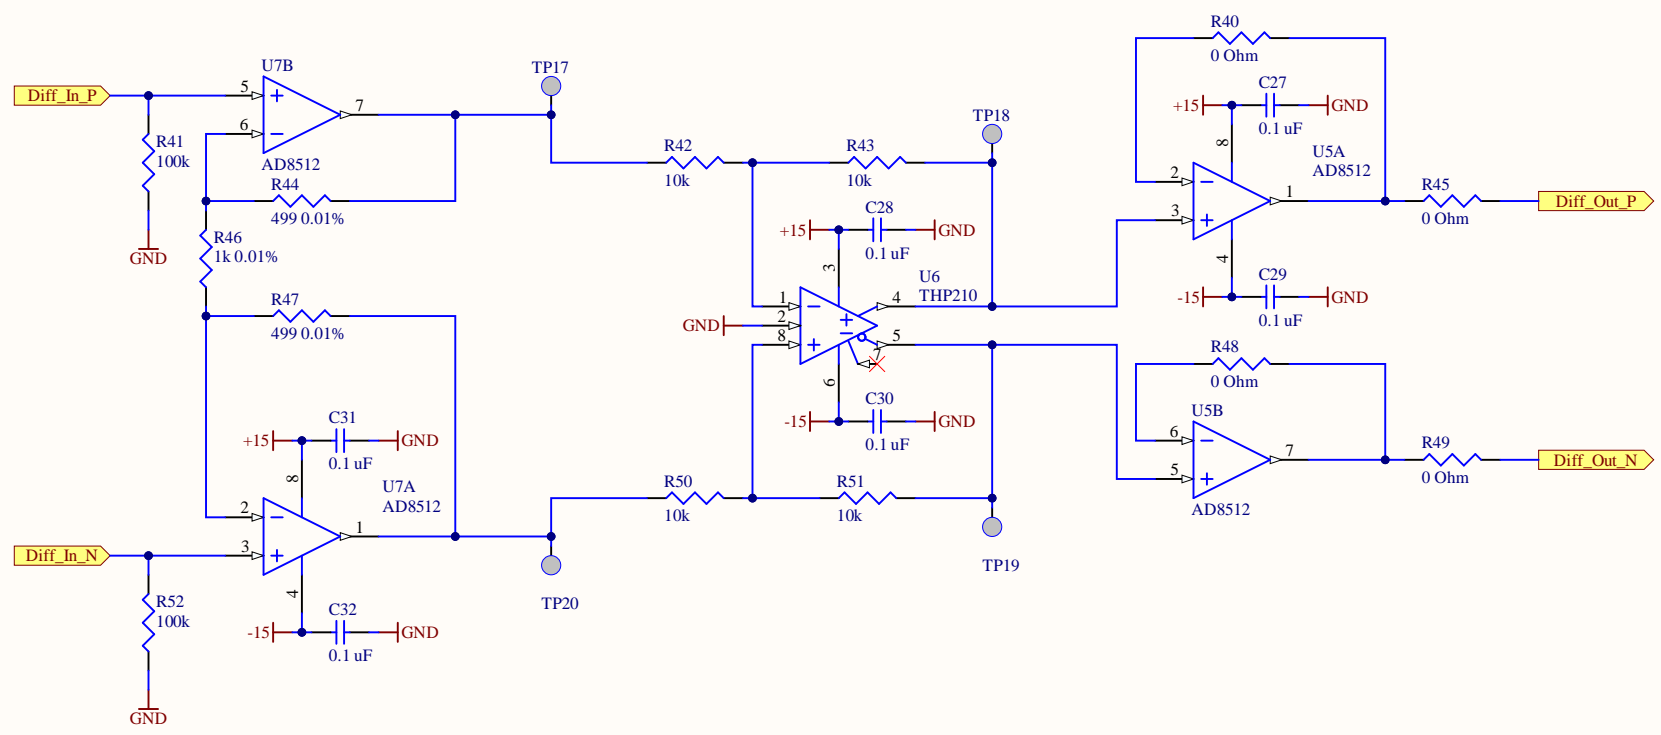 R40
0 Ohm
U7B
TP17
Diff_In_P
5
+
7
6
−
AD8512
R41
100k
R44
499 0.01%
GND
R46
1k 0.01%
R47
499 0.01%
TP18
R42
10k
R43
10k
C27
+15
GND
0.1 uF
8
U5A
AD8512
2
−
1
3
+
R45
0 Ohm
Diff_Out_P
4
C28
+15
GND
0.1 uF
3
U6
THP210
1
−
4
GND
2
+
−
8
+
5
7
6
C29
-15
GND
0.1 uF
R48
0 Ohm
C30
-15
GND
0.1 uF
U5B
6
−
7
5
+
AD8512
R49
0 Ohm
Diff_Out_N
C31
+15
GND
0.1 uF
8
U7A
AD8512
2
−
1
Diff_In_N
3
+
4
R50
10k
R51
10k
TP19
TP20
R52
100k
C32
-15
GND
0.1 uF
GND